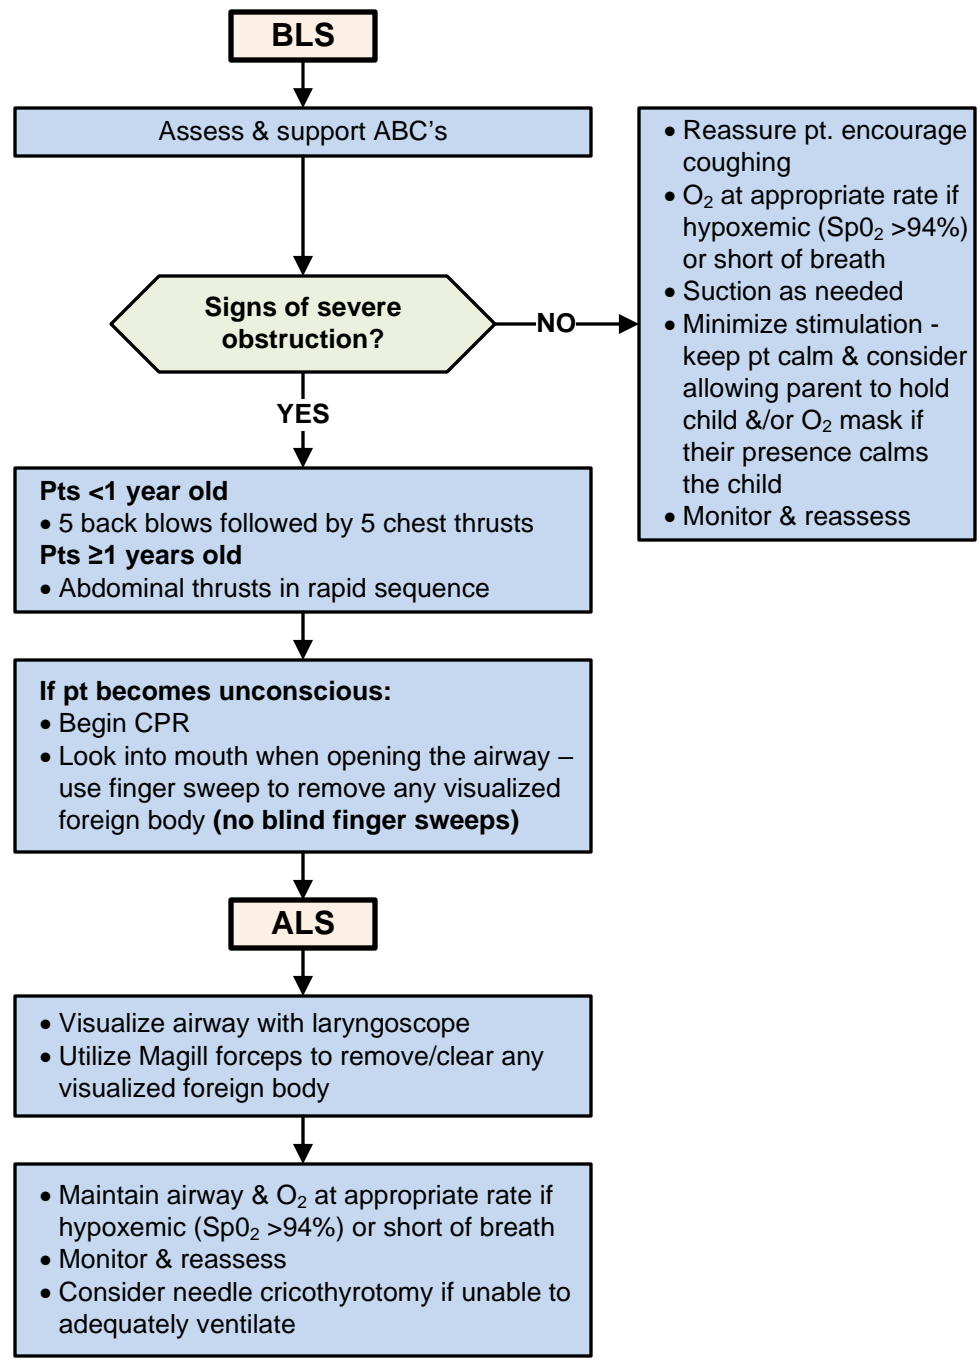 BLS
Assess & support ABC's
Signs of severe
obstruction?
NO
• Reassure pt. encourage
coughing
• O₂ at appropriate rate if
hypoxemic (Sp0₂ >94%)
or short of breath
• Suction as needed
• Minimize stimulation -
keep pt calm & consider
allowing parent to hold
child &/or O₂ mask if
their presence calms
the child
• Monitor & reassess
YES
Pts <1 year old
• 5 back blows followed by 5 chest thrusts
Pts ≥1 years old
• Abdominal thrusts in rapid sequence
If pt becomes unconscious:
• Begin CPR
• Look into mouth when opening the airway –
use finger sweep to remove any visualized
foreign body (no blind finger sweeps)
ALS
• Visualize airway with laryngoscope
• Utilize Magill forceps to remove/clear any
visualized foreign body
• Maintain airway & O₂ at appropriate rate if
hypoxemic (Sp0₂ >94%) or short of breath
• Monitor & reassess
• Consider needle cricothyrotomy if unable to
adequately ventilate